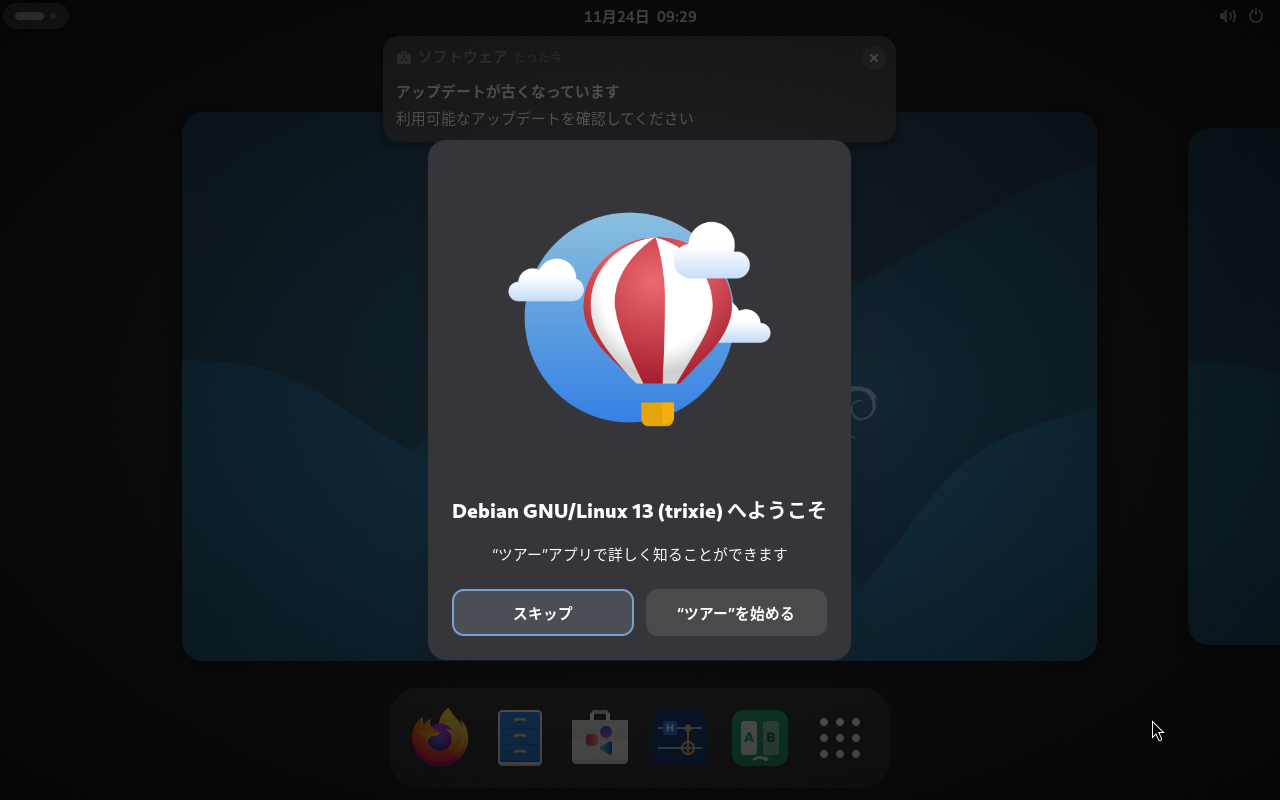 11月24日 09:29
ソフトウェア たった今
アップデートが古くなっています
利用可能なアップデートを確認してください
Debian GNU/Linux 13 (trixie) へようこそ
“ツアー”アプリで詳しく知ることができます
スキップ
“ツアー”を始める
H
A B